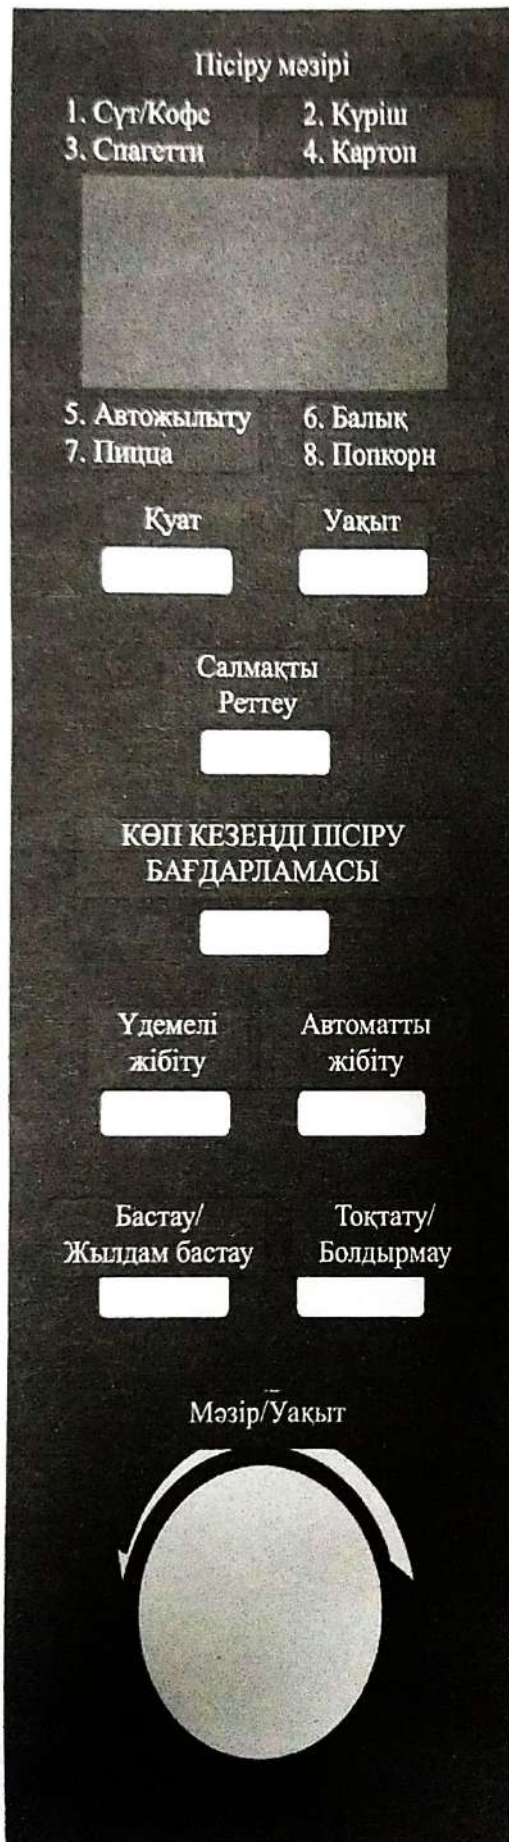 Пісіру мәзірі
1. Сүт/Кофе 2. Күріш
3. Спагетти 4. Картоп
5. Автожылыту 6. Балық
7. Пицца 8. Попкорн
Қуат Уақыт
Салмақты
Реттеу
КӨП КЕЗЕҢДІ ПІСІРУ
БАҒДАРЛАМАСЫ
Үдемелі Автоматты
жібіту жібіту
Бастау/ Тоқтату/
Жылдам бастау Болдырмау
Мәзір/Уақыт